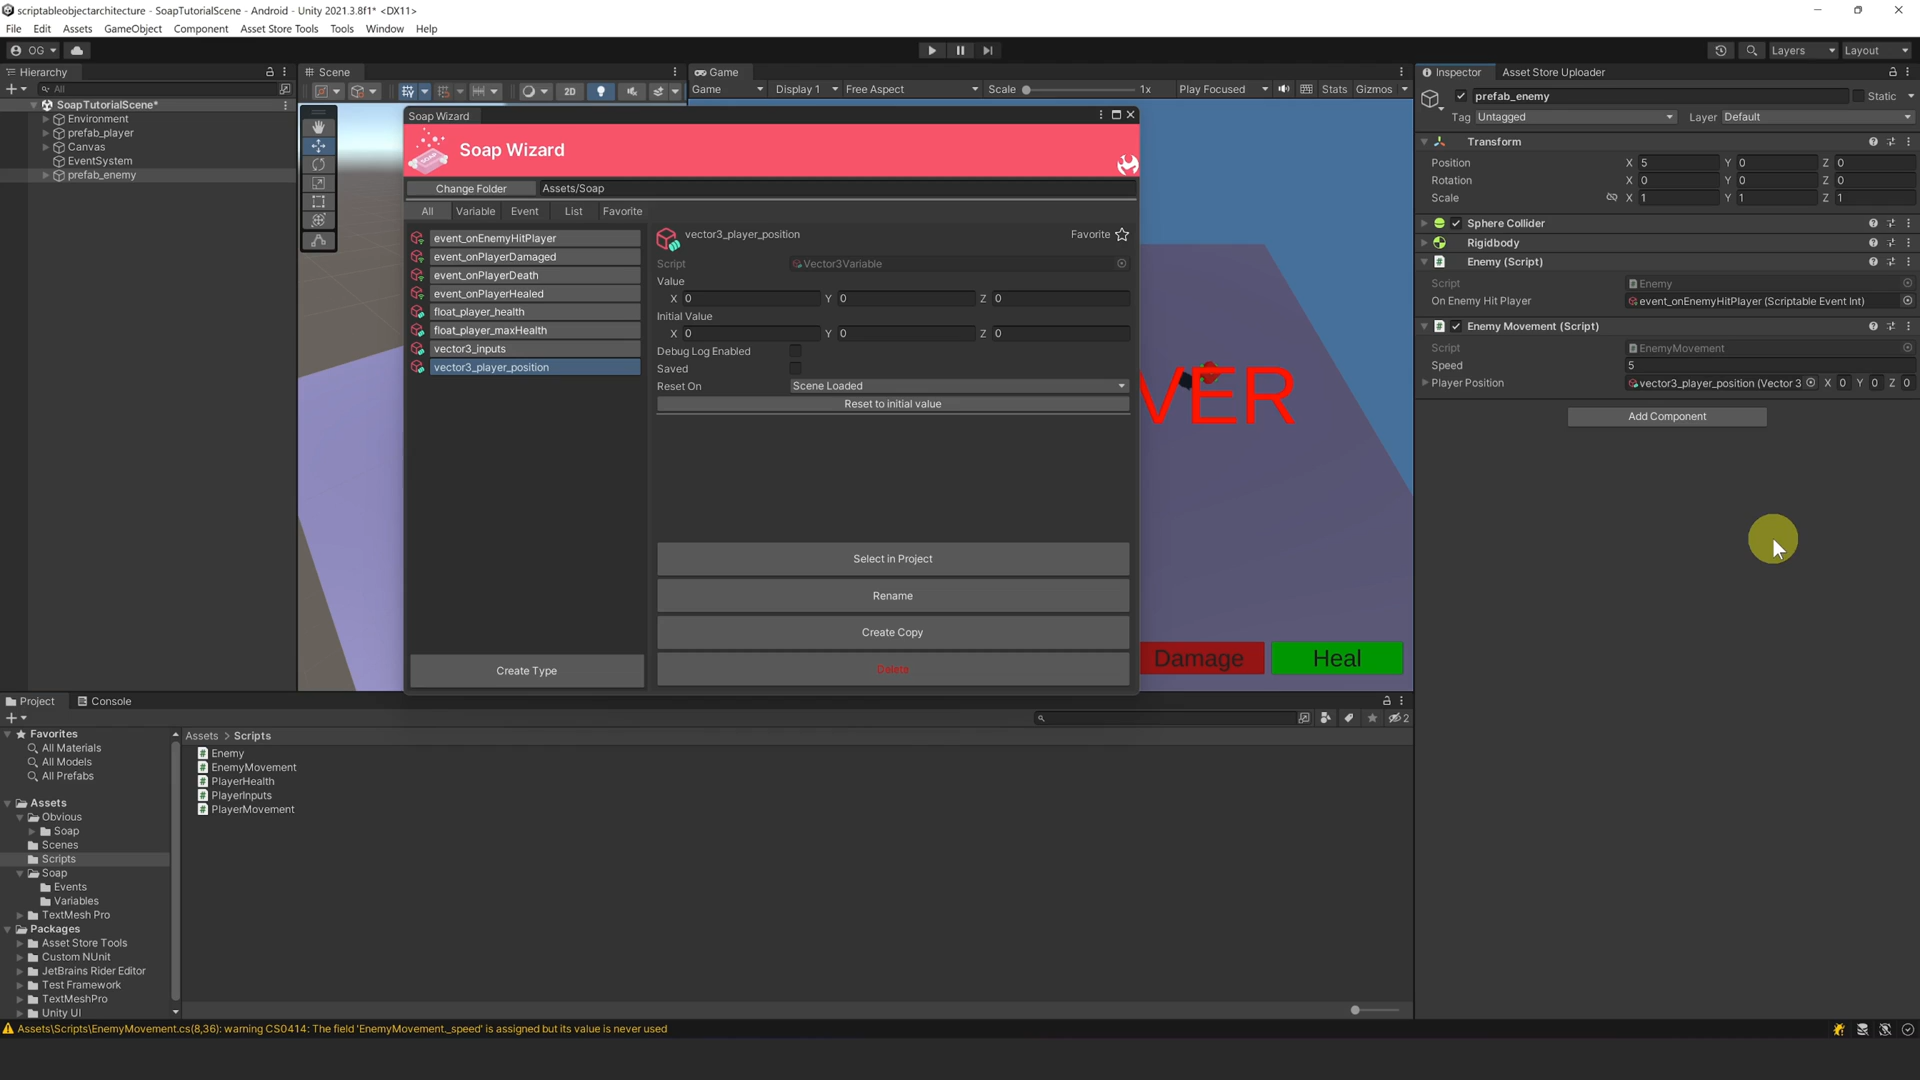 scriptableobjectarchitecture - SoapTutorialScene - Android - Unity 2021.3.8f1* <DX11>
File Edit Assets GameObject Component Asset Store Tools Tools Window Help
OG Layers Layout
Hierarchy
All
SoapTutorialScene*
Environment
prefab_player
Canvas
EventSystem
prefab_enemy
Scene
2D
Game
Game Display 1 Free Aspect Scale 1x Play Focused Stats Gizmos
VER
Damage Heal
Soap Wizard
SOAP
Soap Wizard
Change Folder Assets/Soap
All Variable Event List Favorite
event_onEnemyHitPlayer
event_onPlayerDamaged
event_onPlayerDeath
event_onPlayerHealed
float_player_health
float_player_maxHealth
vector3_inputs
vector3_player_position
Create Type
vector3_player_position Favorite
Script Vector3Variable
Value
X 0 Y 0 Z 0
Initial Value
X 0 Y 0 Z 0
Debug Log Enabled
Saved
Reset On Scene Loaded
Reset to initial value
Select in Project
Rename
Create Copy
Delete
Inspector Asset Store Uploader
prefab_enemy Static
Tag Untagged Layer Default
Transform
Position X 5 Y 0 Z 0
Rotation X 0 Y 0 Z 0
Scale X 1 Y 1 Z 1
Sphere Collider
Rigidbody
Enemy (Script)
Script Enemy
On Enemy Hit Player event_onEnemyHitPlayer (Scriptable Event Int)
Enemy Movement (Script)
Script EnemyMovement
Speed 5
Player Position vector3_player_position (Vector 3 X 0 Y 0 Z 0
Add Component
Project Console
2
Favorites
All Materials
All Models
All Prefabs
Assets
Obvious
Soap
Scenes
Scripts
Soap
Events
Variables
TextMesh Pro
Packages
Asset Store Tools
Custom NUnit
JetBrains Rider Editor
Test Framework
TextMeshPro
Unity UI
Assets > Scripts
Enemy
EnemyMovement
PlayerHealth
PlayerInputs
PlayerMovement
Assets\Scripts\EnemyMovement.cs(8,36): warning CS0414: The field 'EnemyMovement._speed' is assigned but its value is never used